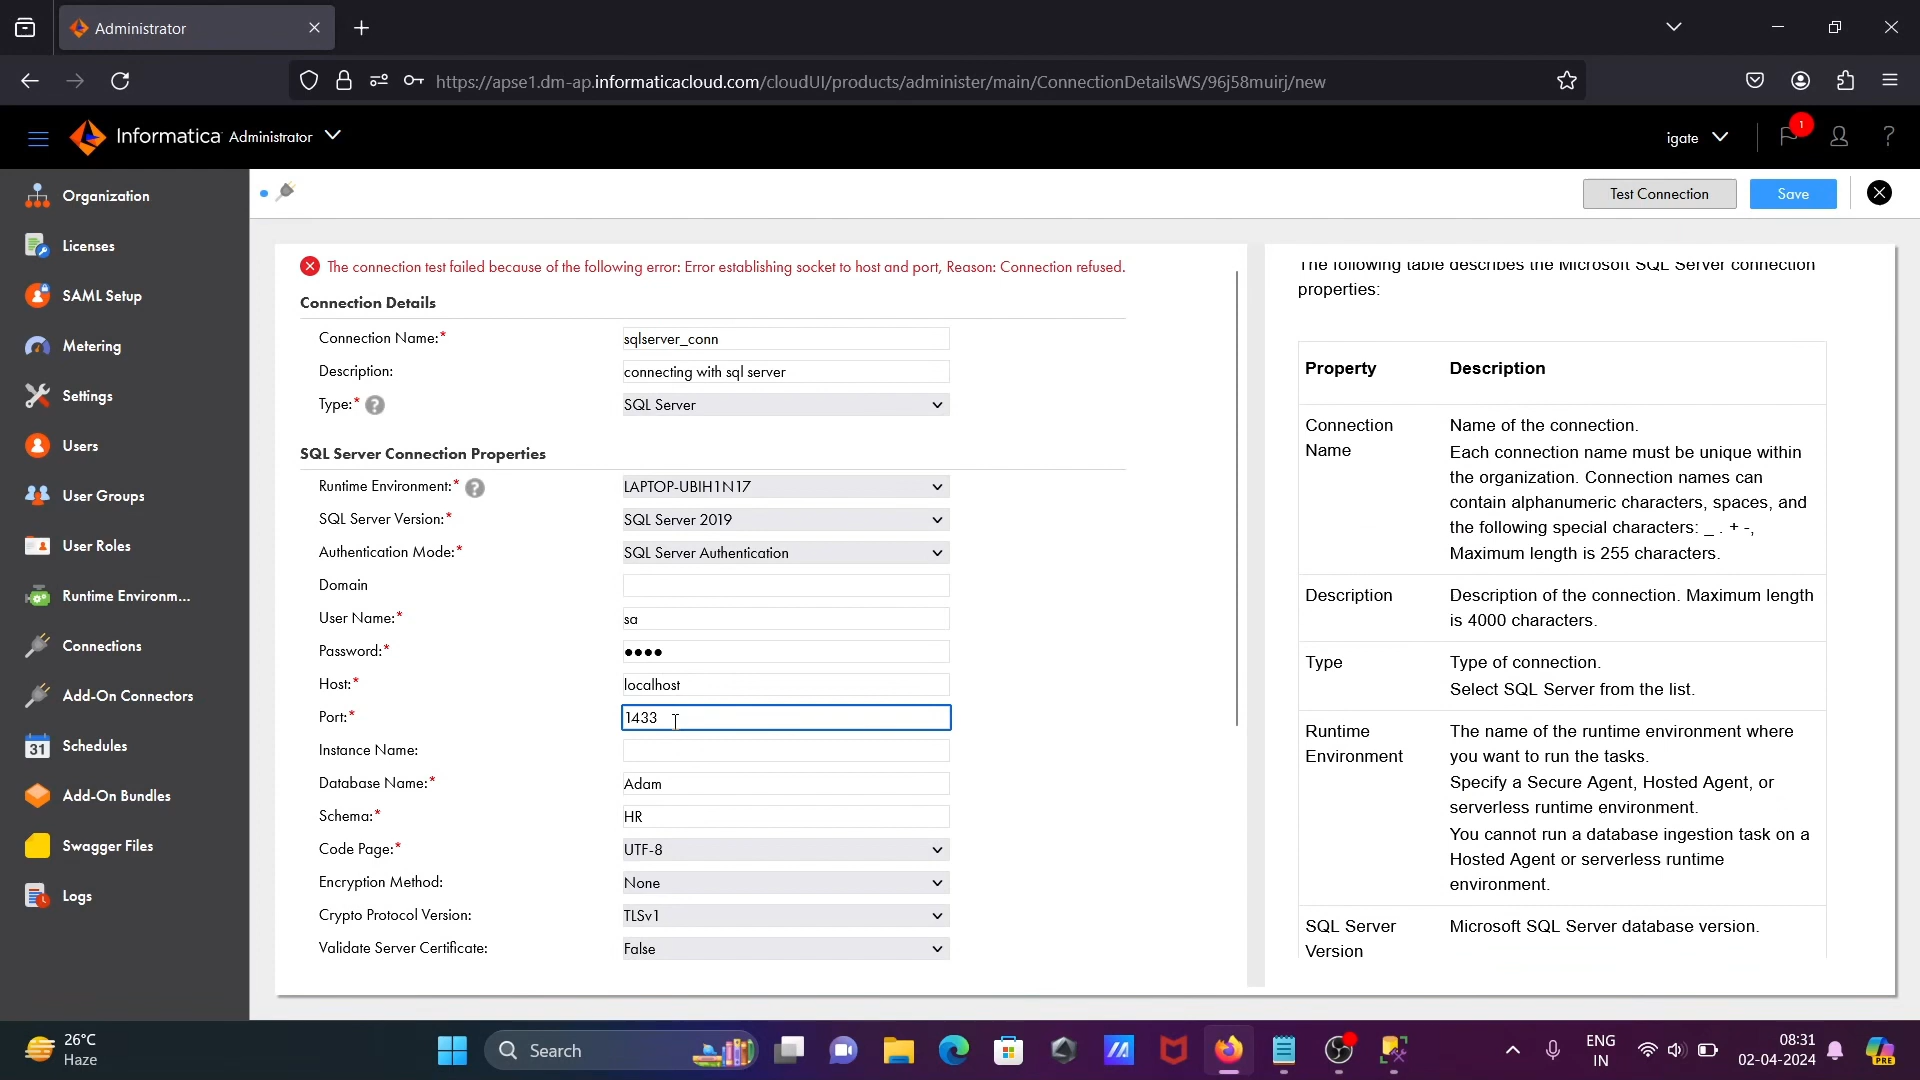 Administrator
https://apse1.dm-ap.informaticacloud.com/cloudUI/products/administer/main/ConnectionDetailsWS/96j58muirj/new
Informatica Administrator
igate
1
?
Organization
Licenses
SAML Setup
Metering
Settings
Users
User Groups
User Roles
Runtime Environm...
Connections
Add-On Connectors
31 Schedules
Add-On Bundles
Swagger Files
Logs
Test Connection
Save
The connection test failed because of the following error: Error establishing socket to host and port, Reason: Connection refused.
Connection Details
Connection Name:* sqlserver_conn
Description: connecting with sql server
Type:* ? SQL Server
SQL Server Connection Properties
Runtime Environment:* ? LAPTOP-UBIH1N17
SQL Server Version:* SQL Server 2019
Authentication Mode:* SQL Server Authentication
Domain
User Name:* sa
Password:* ●●●●
Host:* localhost
Port:* 1433
Instance Name:
Database Name:* Adam
Schema:* HR
Code Page:* UTF-8
Encryption Method: None
Crypto Protocol Version: TLSv1
Validate Server Certificate: False
The following table describes the Microsoft SQL Server connection
properties:
Property Description
Connection Name
Name of the connection.
Each connection name must be unique within
the organization. Connection names can
contain alphanumeric characters, spaces, and
the following special characters: _ . + -,
Maximum length is 255 characters.
Description
Description of the connection. Maximum length
is 4000 characters.
Type
Type of connection.
Select SQL Server from the list.
Runtime Environment
The name of the runtime environment where
you want to run the tasks.
Specify a Secure Agent, Hosted Agent, or
serverless runtime environment.
You cannot run a database ingestion task on a
Hosted Agent or serverless runtime
environment.
SQL Server Version
Microsoft SQL Server database version.
26°C
Haze
Search
ENG
IN
08:31
02-04-2024
PRE